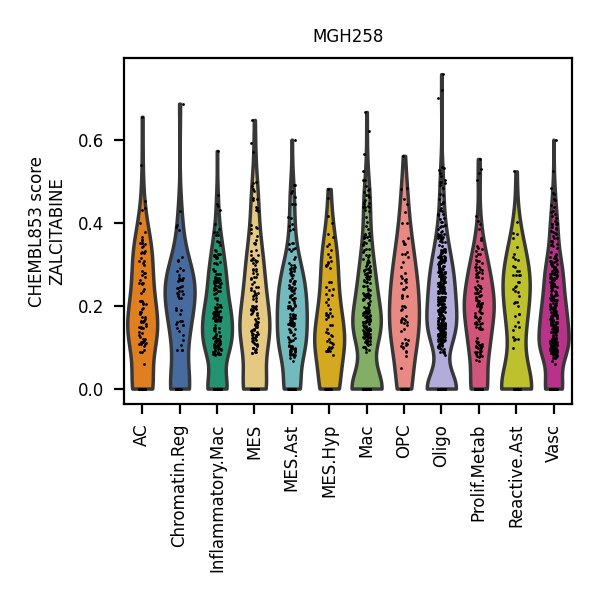 MGH258
CHEMBL853 score
ZALCITABINE
0.6
0.4
0.2
0.0
AC
Chromatin.Reg
Inflammatory.Mac
MES
MES.Ast
MES.Hyp
Mac
OPC
Oligo
Prolif.Metab
Reactive.Ast
Vasc